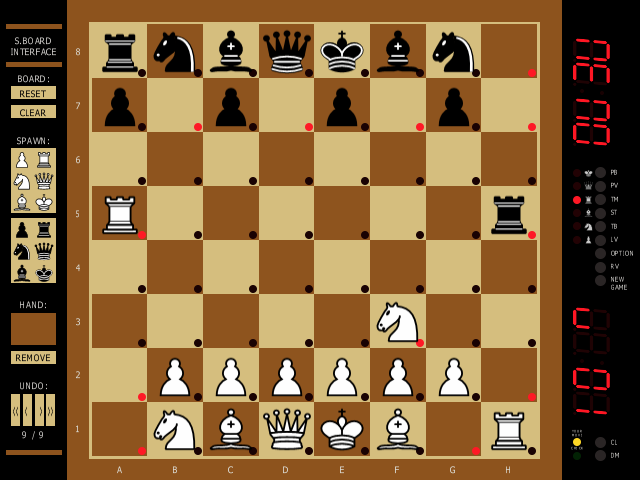 S.BOARD
INTERFACE
BOARD:
RESET
CLEAR
SPAWN:
HAND:
REMOVE
UNDO:
9 / 9
8
7
6
5
4
3
2
1
A B C D E F G H
PB
PV
TM
ST
TB
LV
OPTION
RV
NEW
GAME
CL
DM